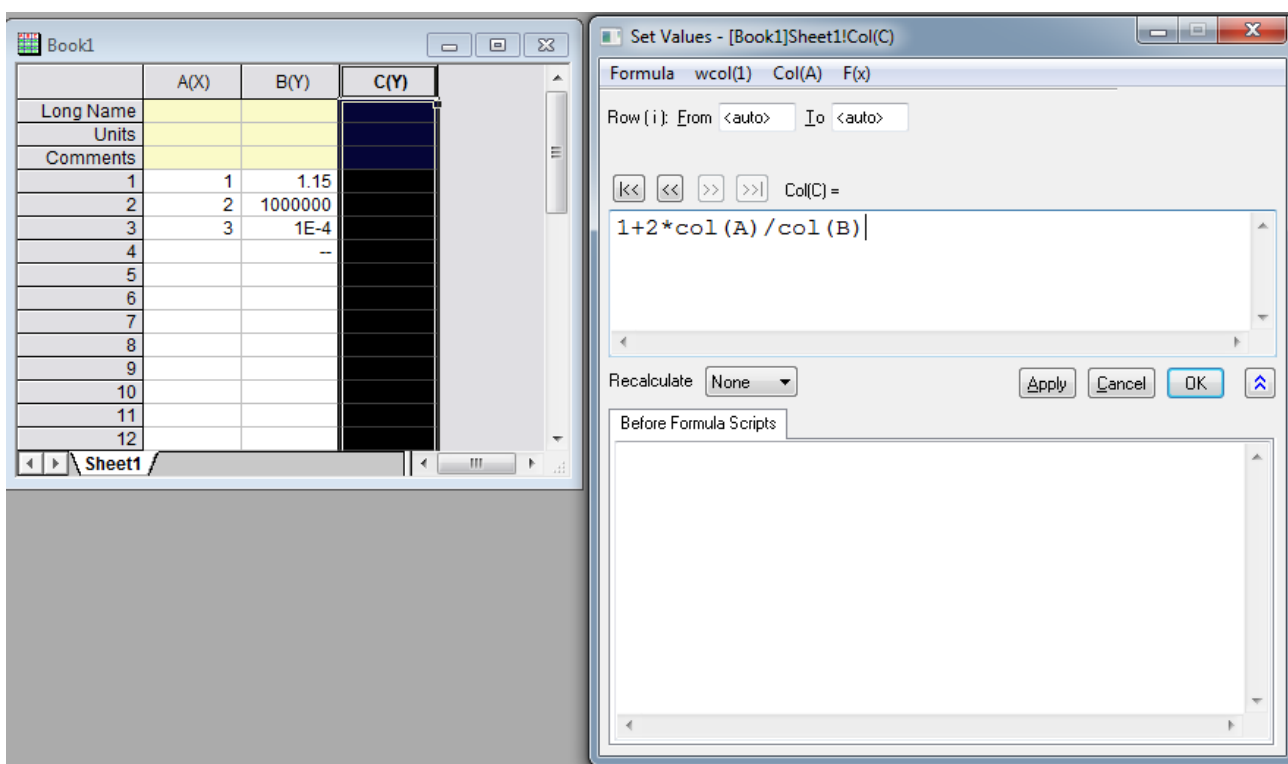 Book1
A(X) B(Y) C(Y)
Long Name
Units
Comments
1 1 1.15
2 2 1000000
3 3 1E-4
4 --
5
6
7
8
9
10
11
12
Sheet1
Set Values - [Book1]Sheet1!Col(C)
Formula wcol(1) Col(A) F(x)
Row ( i ): From <auto> To <auto>
|<< << >> >>| Col(C) =
1+2*col(A)/col(B)
Recalculate None Apply Cancel OK
Before Formula Scripts